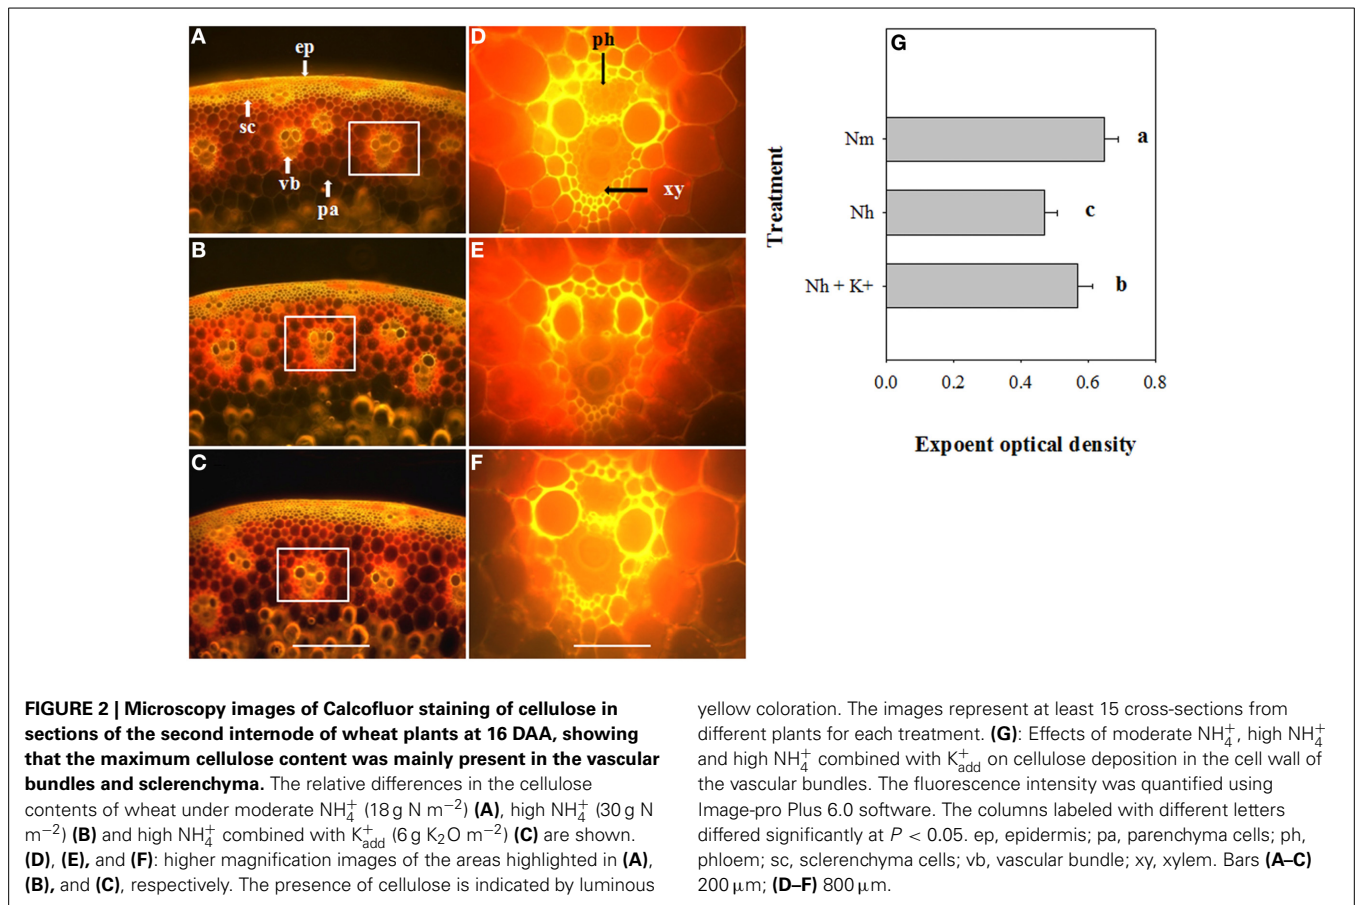 A
ep
sc
vb
pa
D
ph
xy
B
E
C
F
G
Treatment
Nm
a
Nh
c
Nh + K+
b
0.0 0.2 0.4 0.6 0.8
Expoent optical density
FIGURE 2 | Microscopy images of Calcofluor staining of cellulose in
sections of the second internode of wheat plants at 16 DAA, showing
that the maximum cellulose content was mainly present in the vascular
bundles and sclerenchyma. The relative differences in the cellulose
contents of wheat under moderate NH₄⁺ (18 g N m⁻²) (A), high NH₄⁺ (30 g N
m⁻²) (B) and high NH₄⁺ combined with K⁺add (6 g K₂O m⁻²) (C) are shown.
(D), (E), and (F): higher magnification images of the areas highlighted in (A),
(B), and (C), respectively. The presence of cellulose is indicated by luminous
yellow coloration. The images represent at least 15 cross-sections from
different plants for each treatment. (G): Effects of moderate NH₄⁺, high NH₄⁺
and high NH₄⁺ combined with K⁺add on cellulose deposition in the cell wall of
the vascular bundles. The fluorescence intensity was quantified using
Image-pro Plus 6.0 software. The columns labeled with different letters
differed significantly at P < 0.05. ep, epidermis; pa, parenchyma cells; ph,
phloem; sc, sclerenchyma cells; vb, vascular bundle; xy, xylem. Bars (A–C)
200 μm; (D–F) 800 μm.